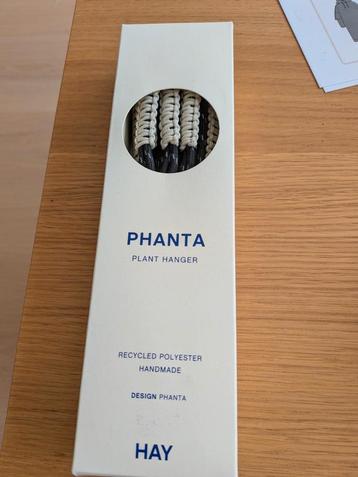 PHANTA
PLANT HANGER
RECYCLED POLYESTER
HANDMADE
DESIGN PHANTA
HAY